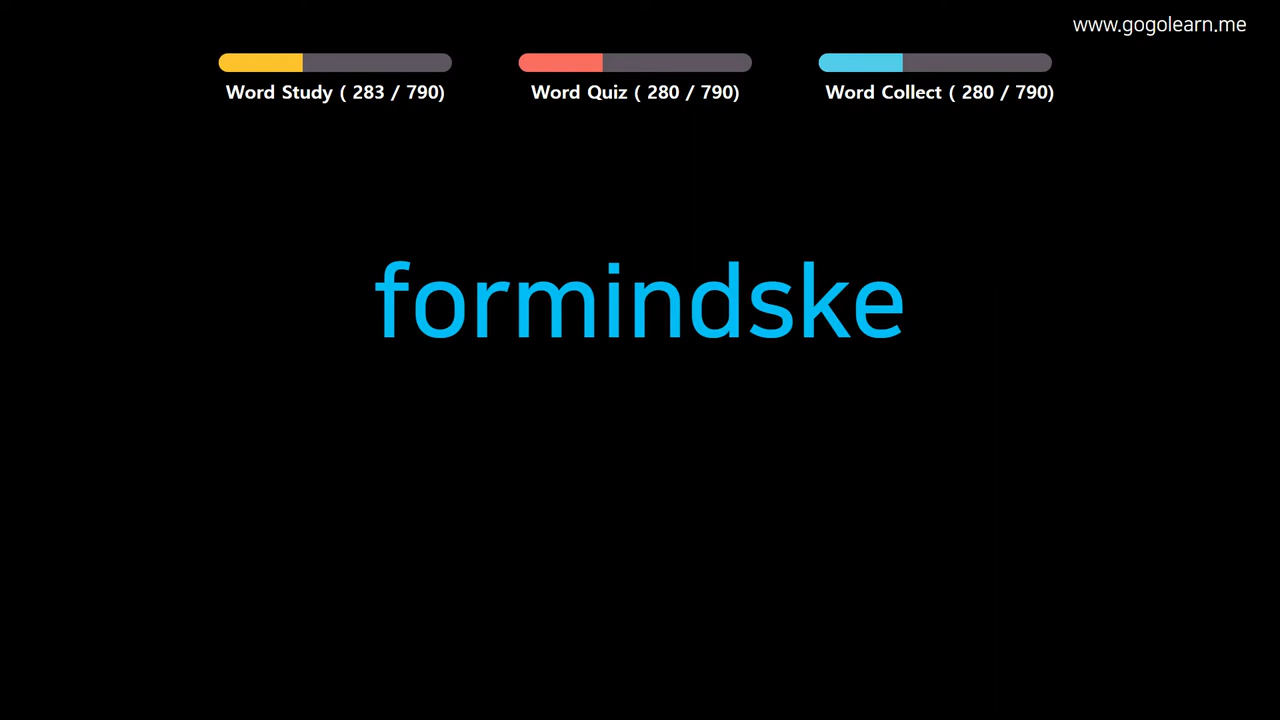 www.gogolearn.me
Word Study ( 283 / 790)
Word Quiz ( 280 / 790)
Word Collect ( 280 / 790)
formindske